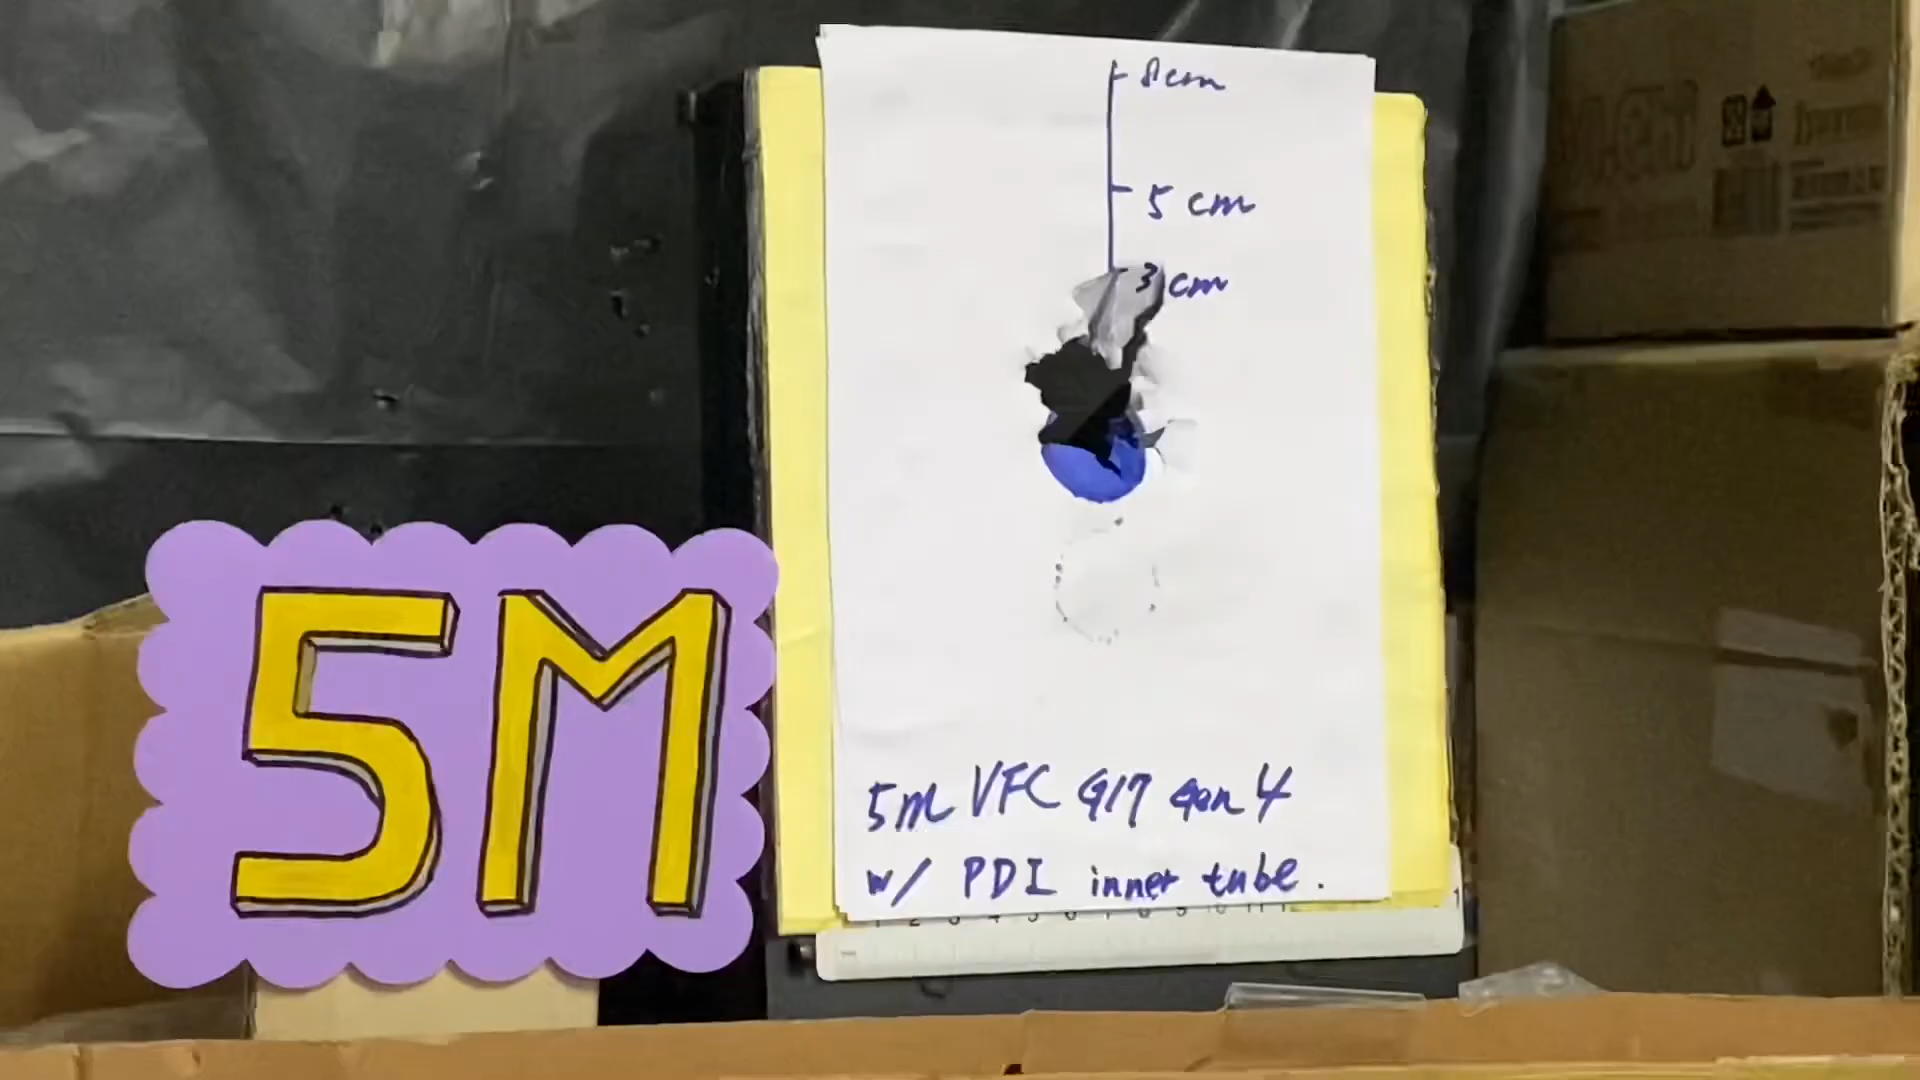 8cm
5 cm
3 cm
5M
5m VFC G17 Gen 4
w/ PDI inner tube.